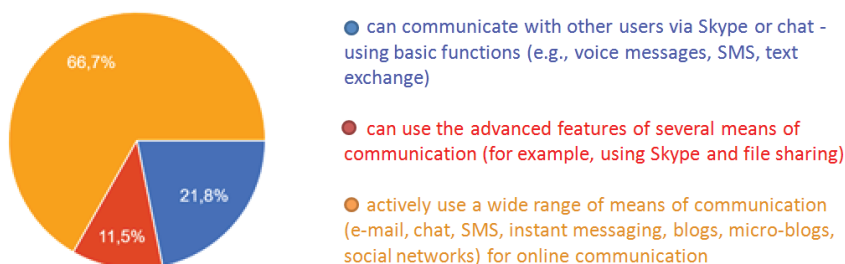 66,7%
21,8%
11,5%
can communicate with other users via Skype or chat -
using basic functions (e.g., voice messages, SMS, text
exchange)
can use the advanced features of several means of
communication (for example, using Skype and file sharing)
actively use a wide range of means of communication
(e-mail, chat, SMS, instant messaging, blogs, micro-blogs,
social networks) for online communication